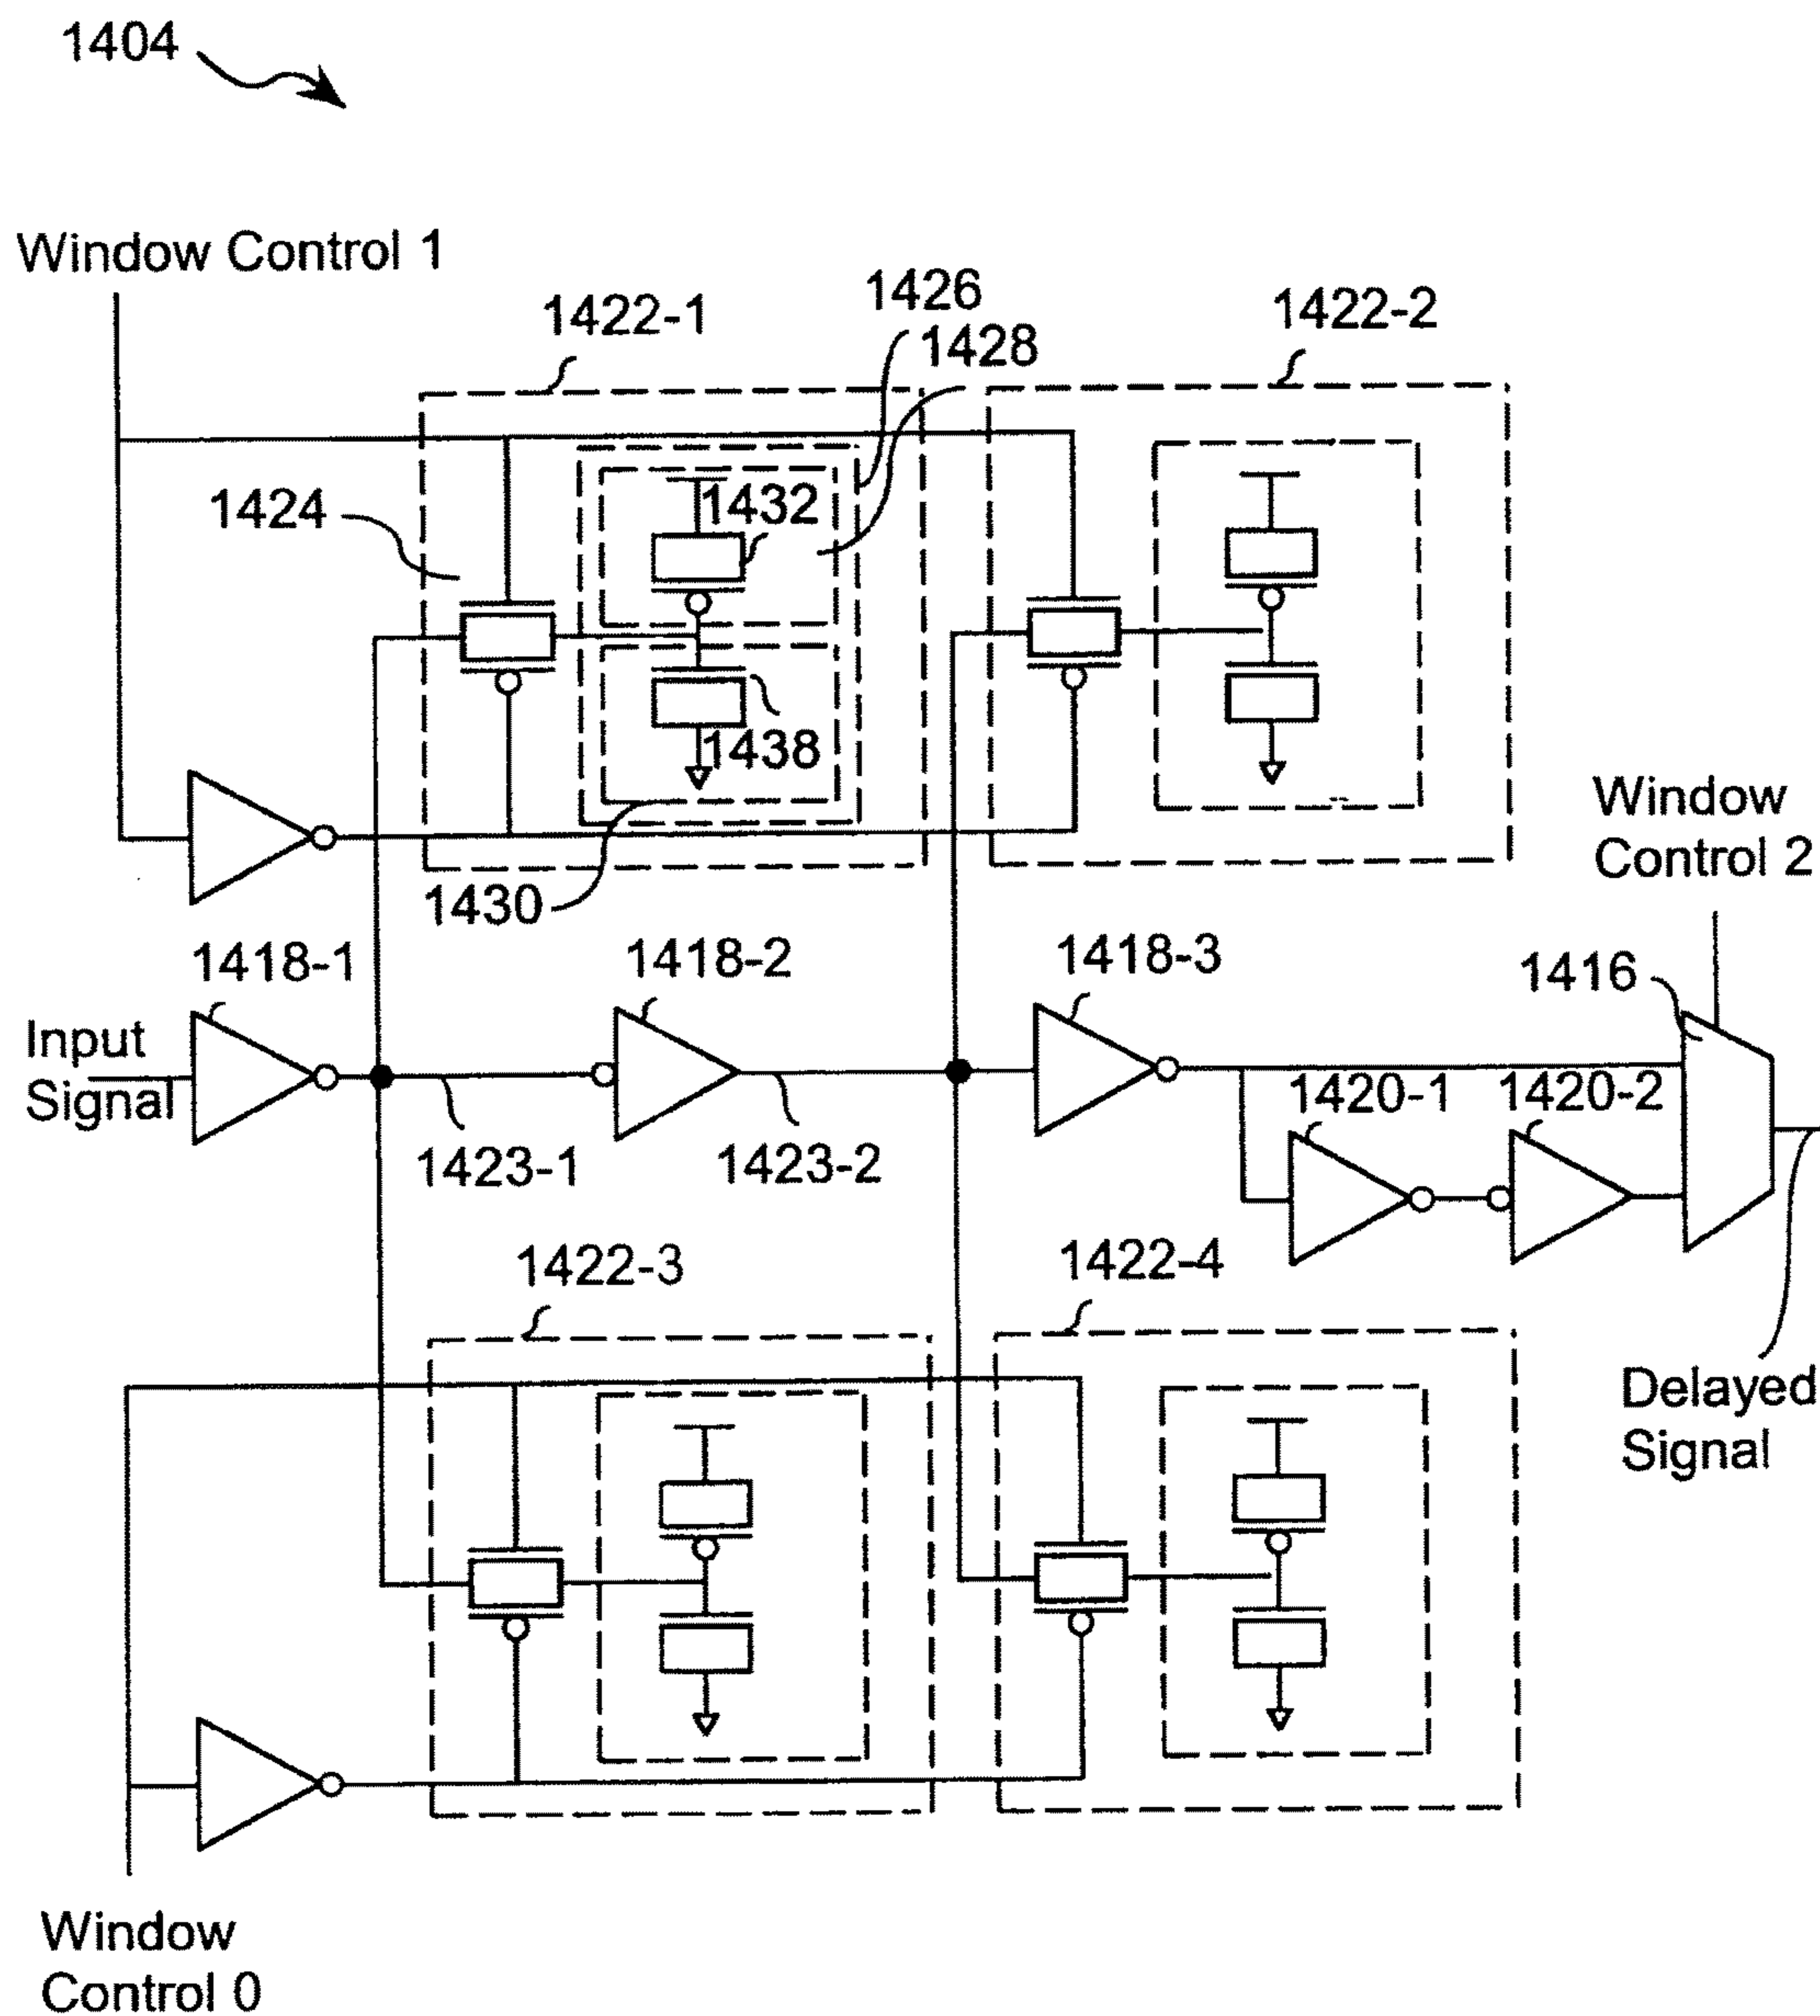 1404
Window Control 1
1422-1
1426
1428
1422-2
1424
1432
1438
1430
Window
Control 2
1418-1
1418-2
1418-3
1416
Input
Signal
1423-1
1423-2
1420-1
1420-2
1422-3
1422-4
Delayed
Signal
Window
Control 0